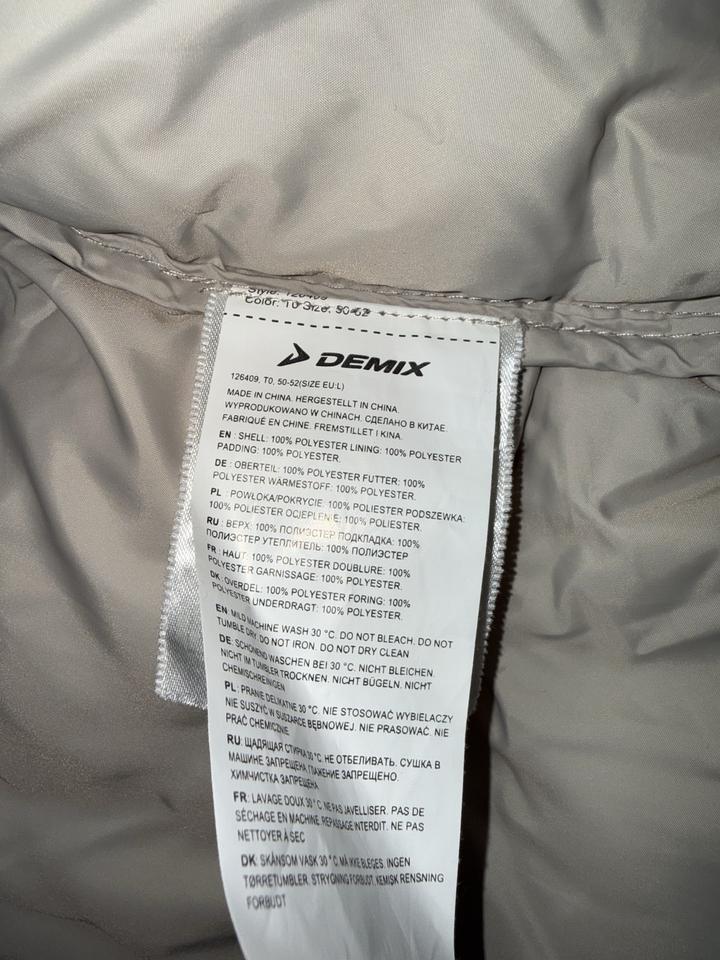 Style: 126409
Color: T0 Size: 50-52
DEMIX
126409, T0, 50-52(SIZE EU:L)
MADE IN CHINA. HERGESTELLT IN CHINA.
WYPRODUKOWANO W CHINACH. СДЕЛАНО В КИТАЕ.
FABRIQUÉ EN CHINE. FREMSTILLET I KINA.
EN : SHELL: 100% POLYESTER LINING: 100% POLYESTER
PADDING: 100% POLYESTER.
DE : OBERTEIL: 100% POLYESTER FUTTER: 100%
POLYESTER WÄRMESTOFF: 100% POLYESTER.
PL : POWŁOKA/POKRYCIE: 100% POLIESTER PODSZEWKA:
100% POLIESTER OCIEPLENIE: 100% POLIESTER.
RU : ВЕРХ: 100% ПОЛИЭСТЕР ПОДКЛАДКА: 100%
ПОЛИЭСТЕР УТЕПЛИТЕЛЬ: 100% ПОЛИЭСТЕР
FR : HAUT: 100% POLYESTER DOUBLURE: 100%
POLYESTER GARNISSAGE: 100% POLYESTER.
DK: OVERDEL: 100% POLYESTER FORING: 100%
POLYESTER UNDERDRAGT: 100% POLYESTER.
EN: MILD MACHINE WASH 30 °C. DO NOT BLEACH. DO NOT
TUMBLE DRY. DO NOT IRON. DO NOT DRY CLEAN
DE: SCHONEND WASCHEN BEI 30 °C. NICHT BLEICHEN.
NICHT IM TUMBLER TROCKNEN. NICHT BÜGELN. NICHT
CHEMISCHREINIGEN
PL: PRANIE DELIKATNE 30 °C. NIE STOSOWAĆ WYBIELACZY
NIE SUSZYĆ W SUSZARCE BĘBNOWEJ. NIE PRASOWAĆ. NIE
PRAĆ CHEMICZNIE.
RU: ЩАДЯЩАЯ СТИРКА 30 °C. НЕ ОТБЕЛИВАТЬ. СУШКА В
МАШИНЕ ЗАПРЕЩЕНА ГЛАЖЕНИЕ ЗАПРЕЩЕНО.
ХИМЧИСТКА ЗАПРЕЩЕНА
FR: LAVAGE DOUX 30 °C NE PAS JAVELLISER. PAS DE
SÉCHAGE EN MACHINE REPASSAGE INTERDIT. NE PAS
NETTOYER À SEC
DK: SKÅNSOM VASK 30 °C MÅ IKKE BLEGES. INGEN
TØRRETUMBLER. STRYGNING FORBUDT. KEMISK RENSNING
FORBUDT